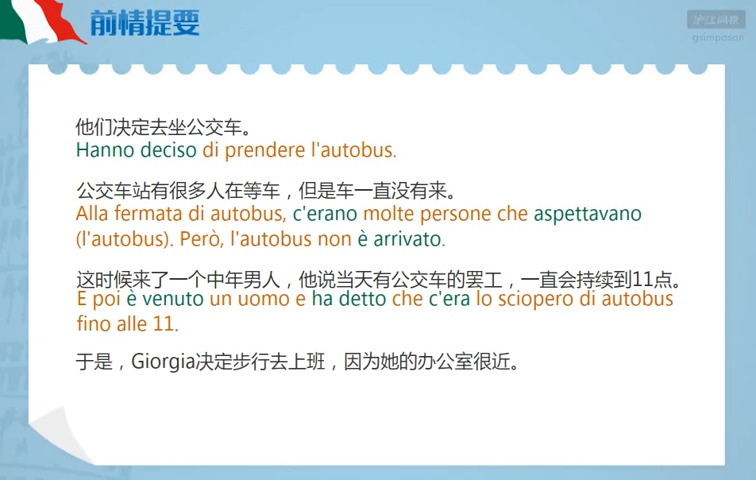 前情提要
沪江网校
gsimpason
他们决定去坐公交车。
Hanno deciso di prendere l'autobus.
公交车站有很多人在等车，但是车一直没有来。
Alla fermata di autobus, c'erano molte persone che aspettavano
(l'autobus). Però, l'autobus non è arrivato.
这时候来了一个中年男人，他说当天有公交车的罢工，一直会持续到11点。
E poi è venuto un uomo e ha detto che c'era lo sciopero di autobus
fino alle 11.
于是，Giorgia决定步行去上班，因为她的办公室很近。